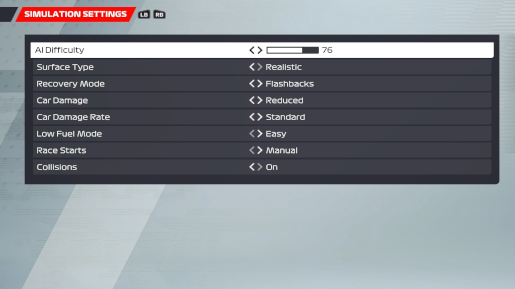 SIMULATION SETTINGS LB RB
AI Difficulty 76
Surface Type Realistic
Recovery Mode Flashbacks
Car Damage Reduced
Car Damage Rate Standard
Low Fuel Mode Easy
Race Starts Manual
Collisions On